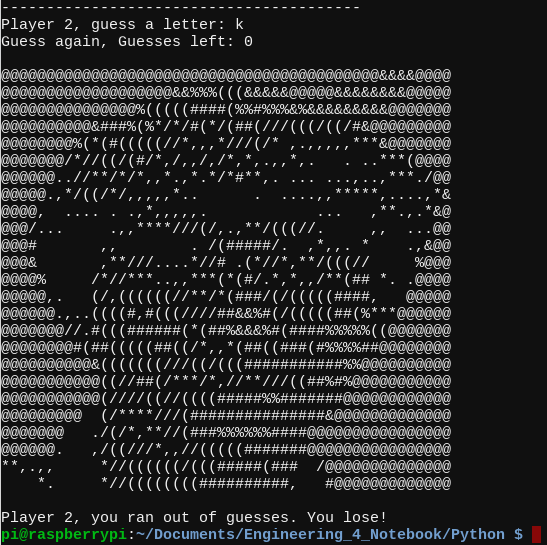 ----------------------------------------
Player 2, guess a letter: k
Guess again, Guesses left: 0
Player 2, you ran out of guesses. You lose!
pi@raspberrypi:~/Documents/Engineering_4_Notebook/Python $